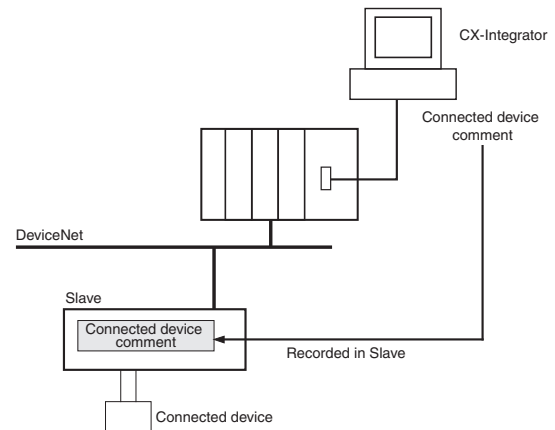 CX-Integrator
Connected device
comment
DeviceNet
Slave
Connected device
comment
Recorded in Slave
Connected device